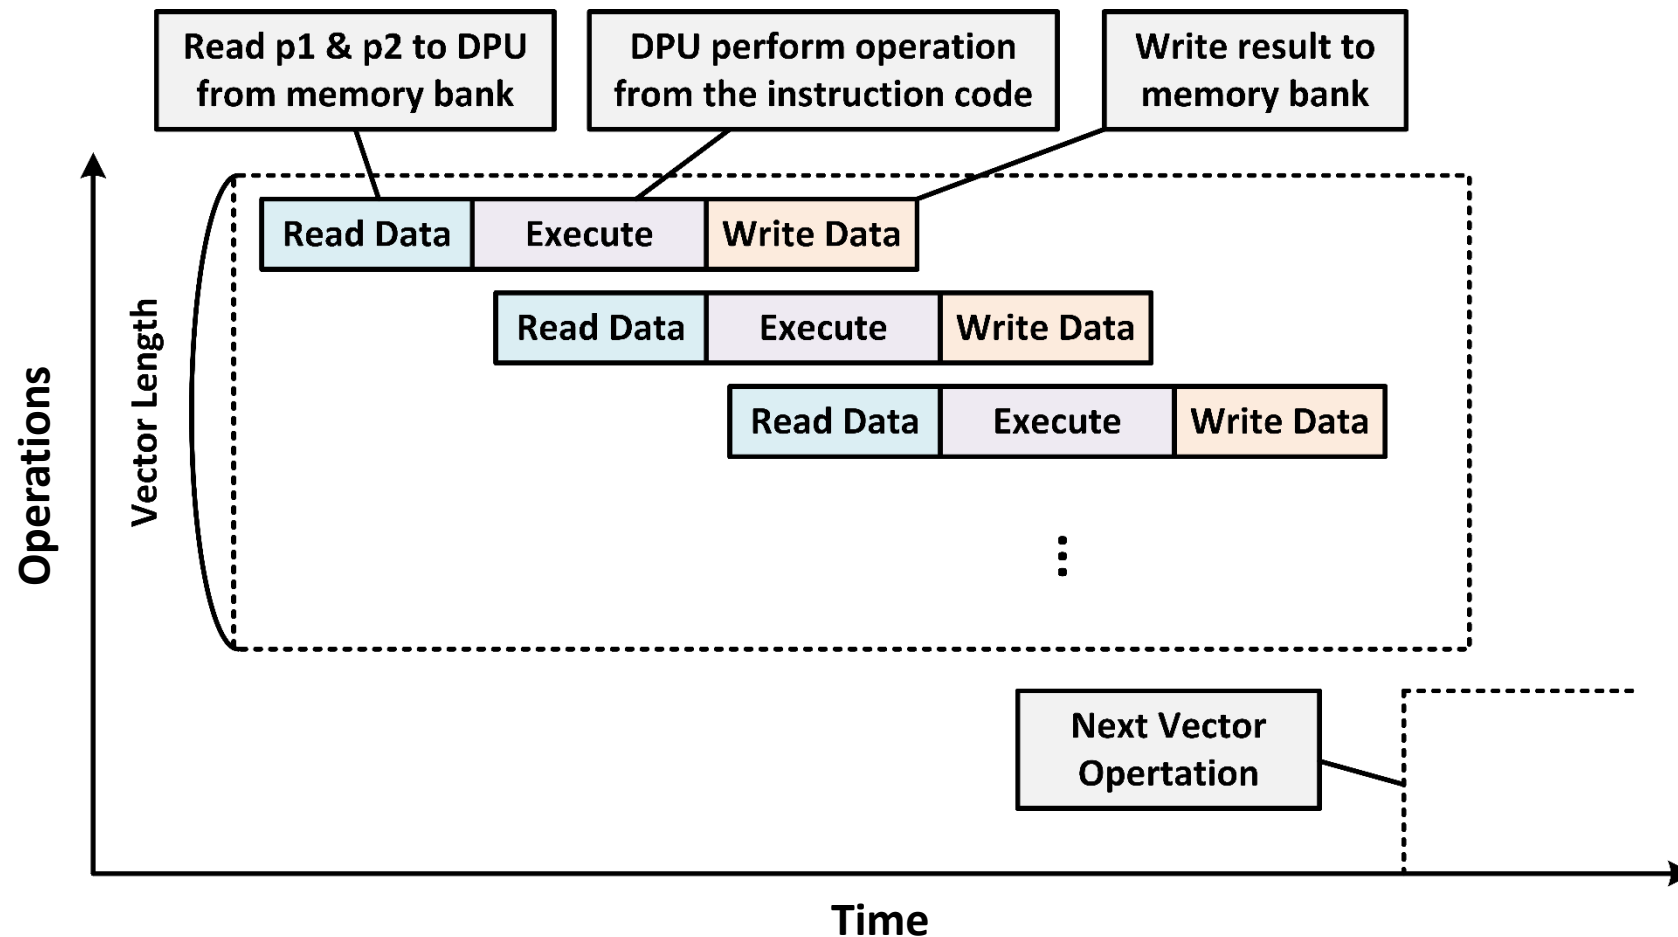 Read p1 & p2 to DPU
from memory bank
DPU perform operation
from the instruction code
Write result to
memory bank
Read Data
Execute
Write Data
Read Data
Execute
Write Data
Read Data
Execute
Write Data
Vector Length
Operations
Next Vector
Opertation
Time